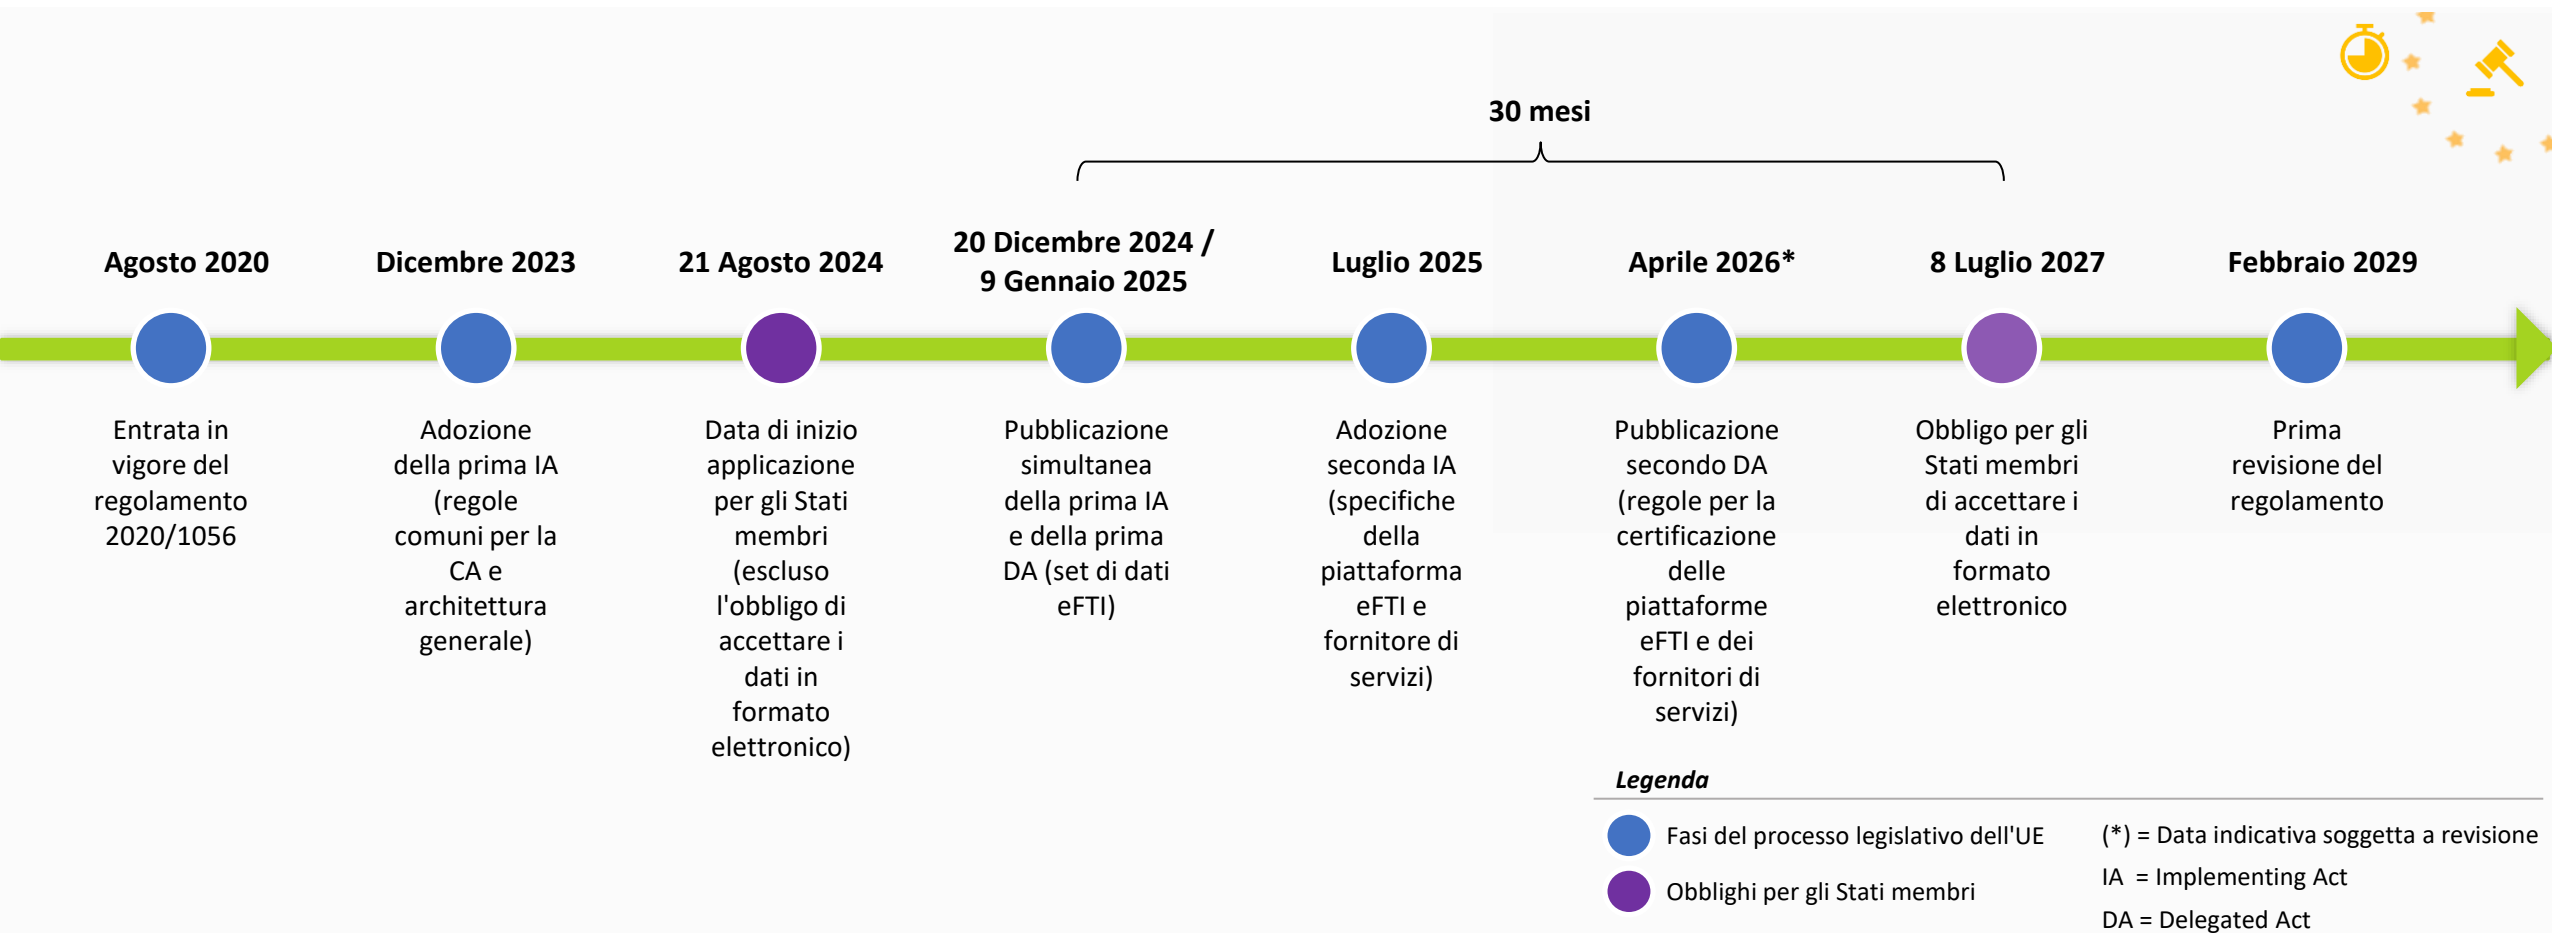 30 mesi
Agosto 2020
Dicembre 2023
21 Agosto 2024
20 Dicembre 2024 /
9 Gennaio 2025
Luglio 2025
Aprile 2026*
8 Luglio 2027
Febbraio 2029
Entrata in
vigore del
regolamento
2020/1056
Adozione
della prima IA
(regole
comuni per la
CA e
architettura
generale)
Data di inizio
applicazione
per gli Stati
membri
(escluso
l'obbligo di
accettare i
dati in
formato
elettronico)
Pubblicazione
simultanea
della prima IA
e della prima
DA (set di dati
eFTI)
Adozione
seconda IA
(specifiche
della
piattaforma
eFTI e
fornitore di
servizi)
Pubblicazione
secondo DA
(regole per la
certificazione
delle
piattaforme
eFTI e dei
fornitori di
servizi)
Obbligo per gli
Stati membri
di accettare i
dati in
formato
elettronico
Prima
revisione del
regolamento
Legenda
Fasi del processo legislativo dell'UE
Obblighi per gli Stati membri
(*) = Data indicativa soggetta a revisione
IA = Implementing Act
DA = Delegated Act